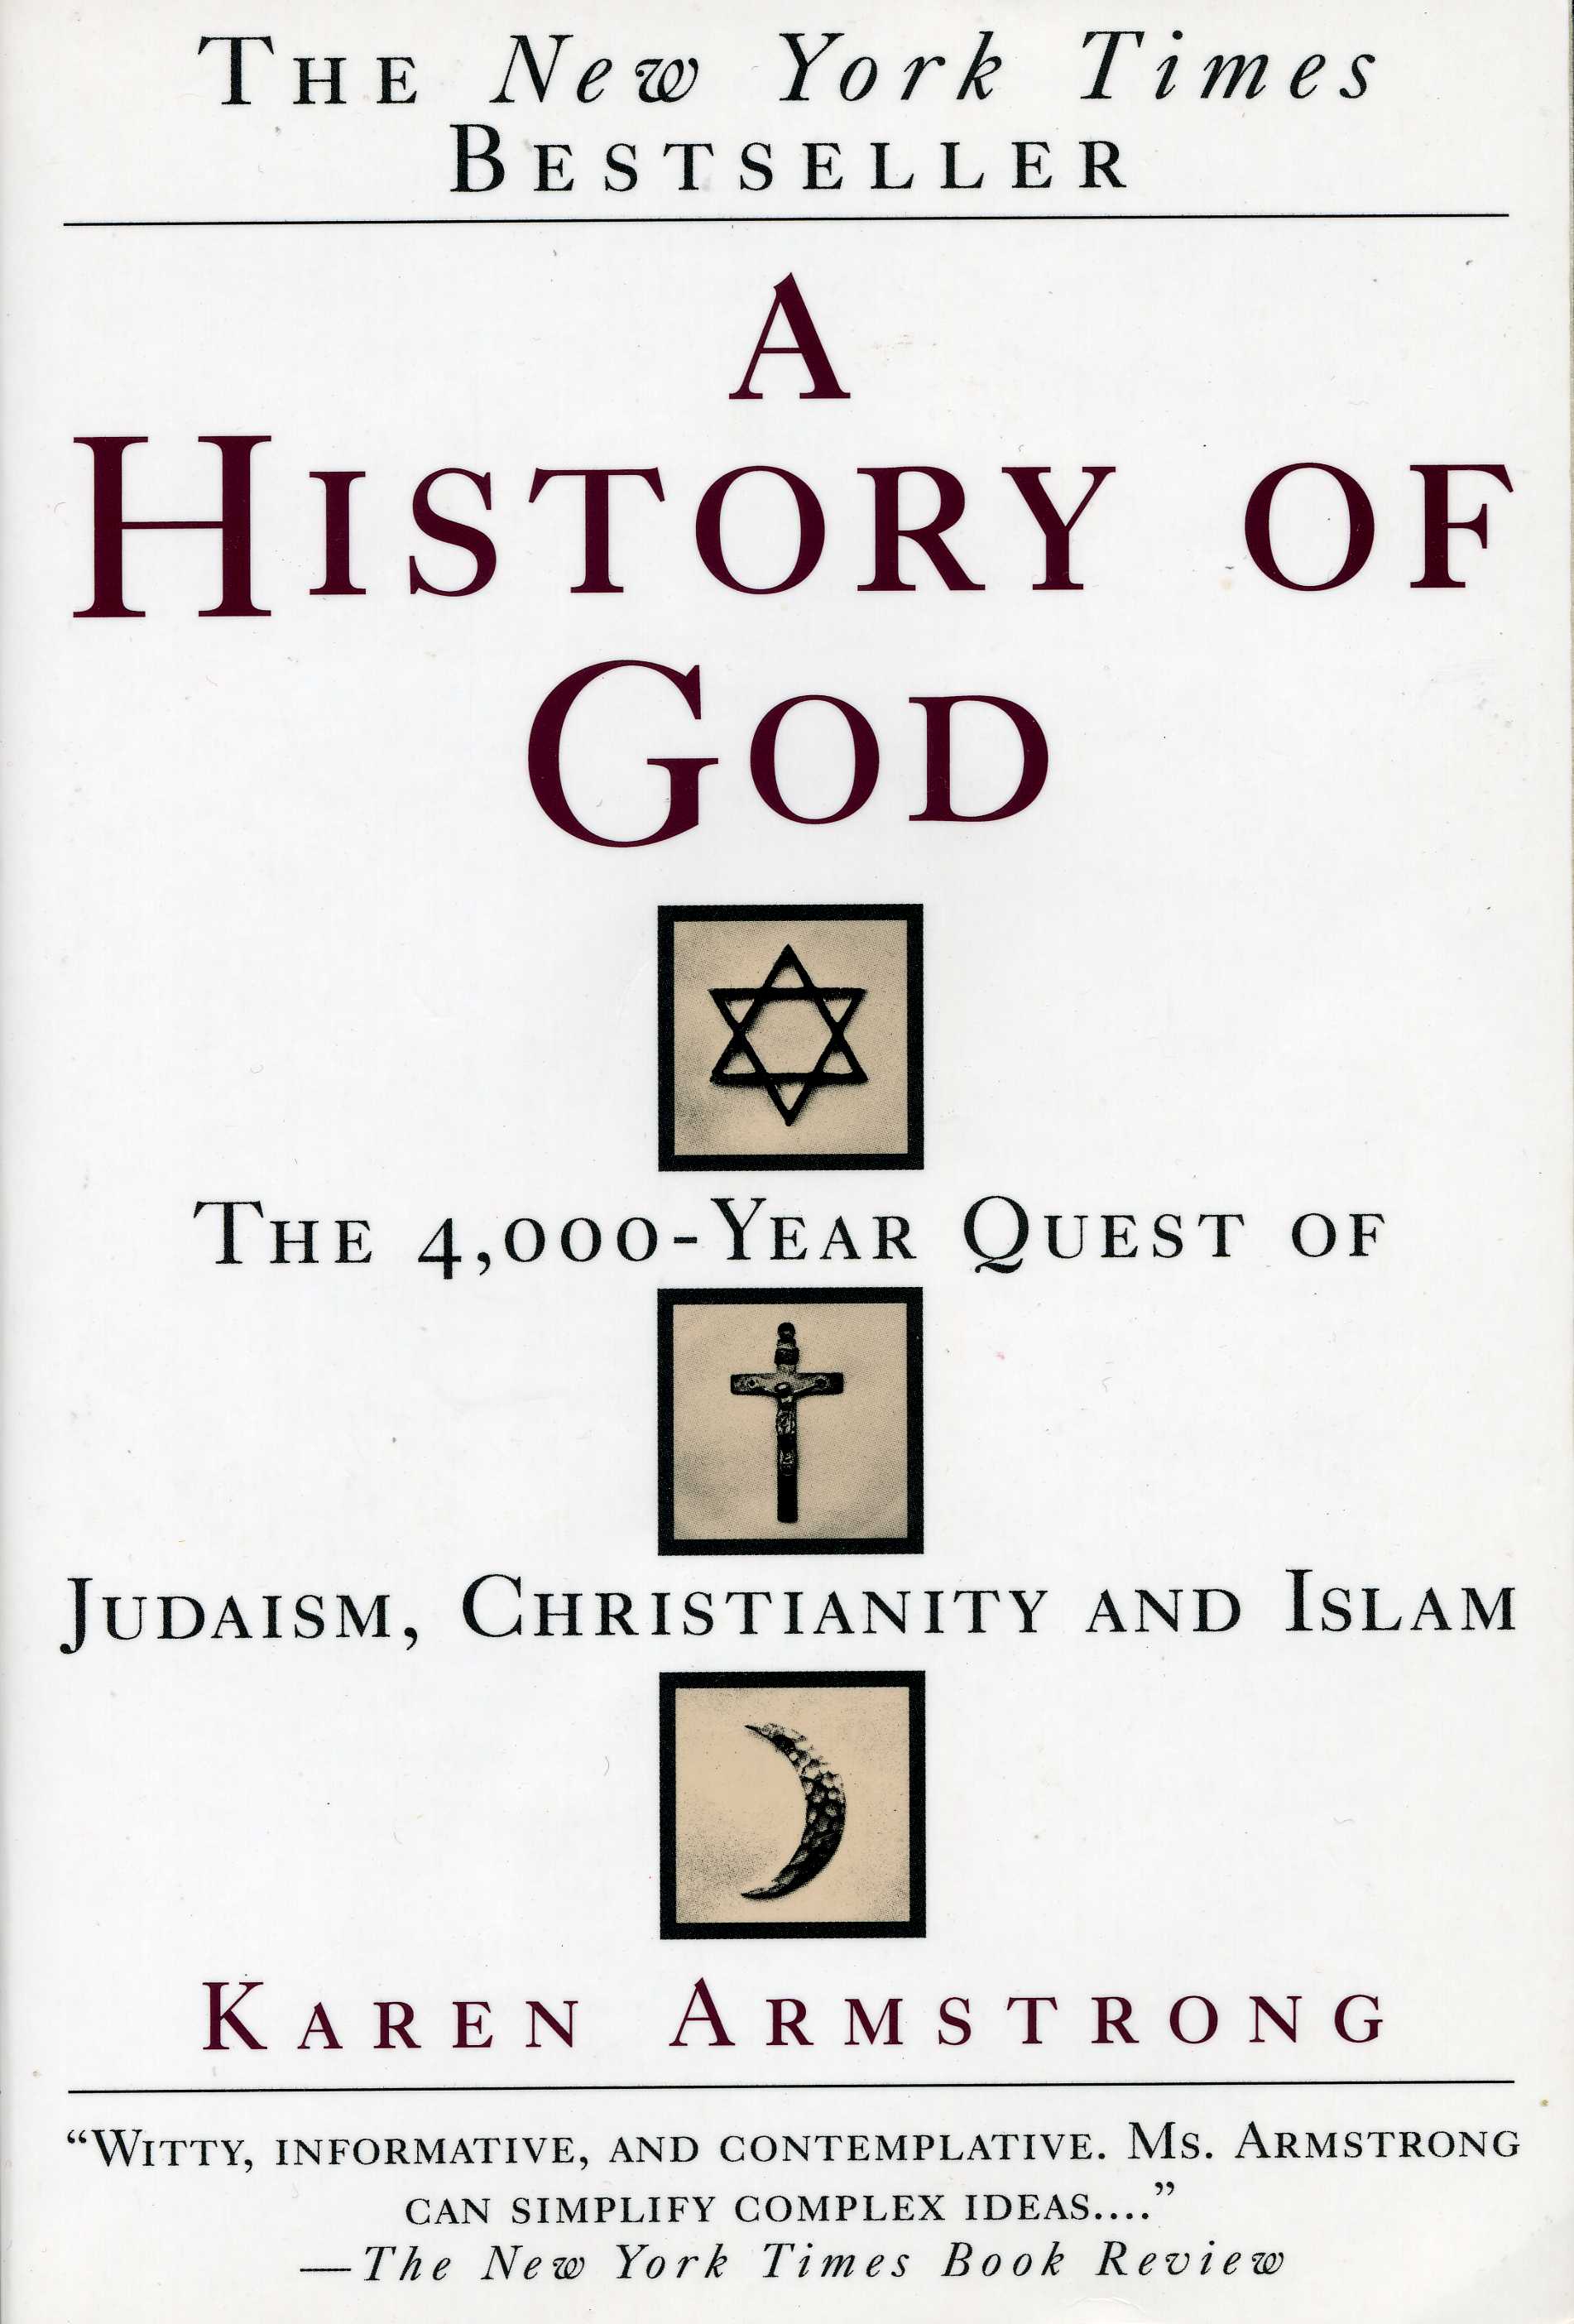 The New York Times
Bestseller
A
History of
God
The 4,000-Year Quest of
Judaism, Christianity and Islam
Karen Armstrong
“Witty, informative, and contemplative. Ms. Armstrong
can simplify complex ideas....”
—The New York Times Book Review